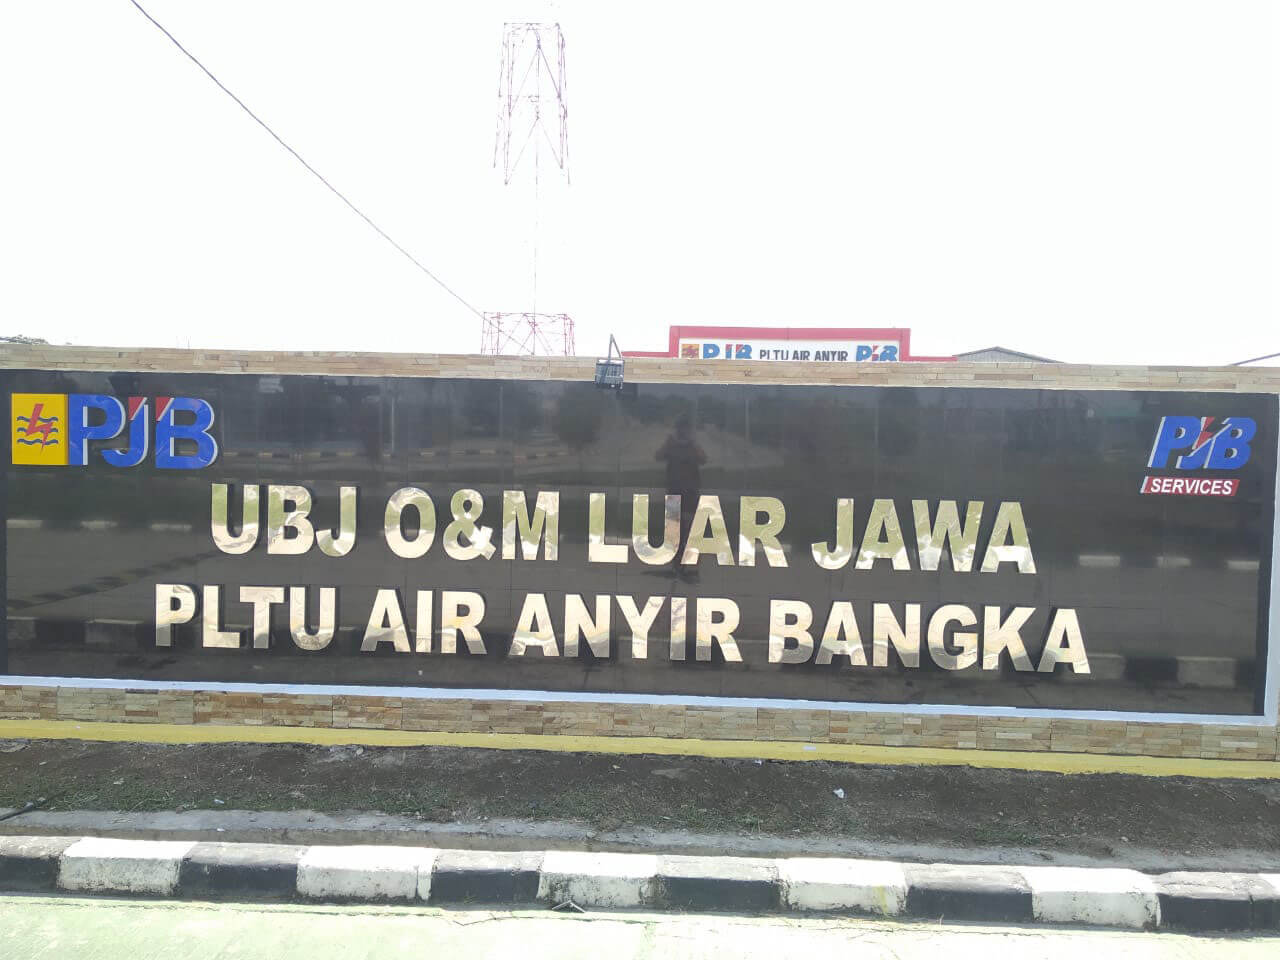 PJB PLTU AIR ANYIR PJB
PJB
PJB
SERVICES
UBJ O&M LUAR JAWA
PLTU AIR ANYIR BANGKA